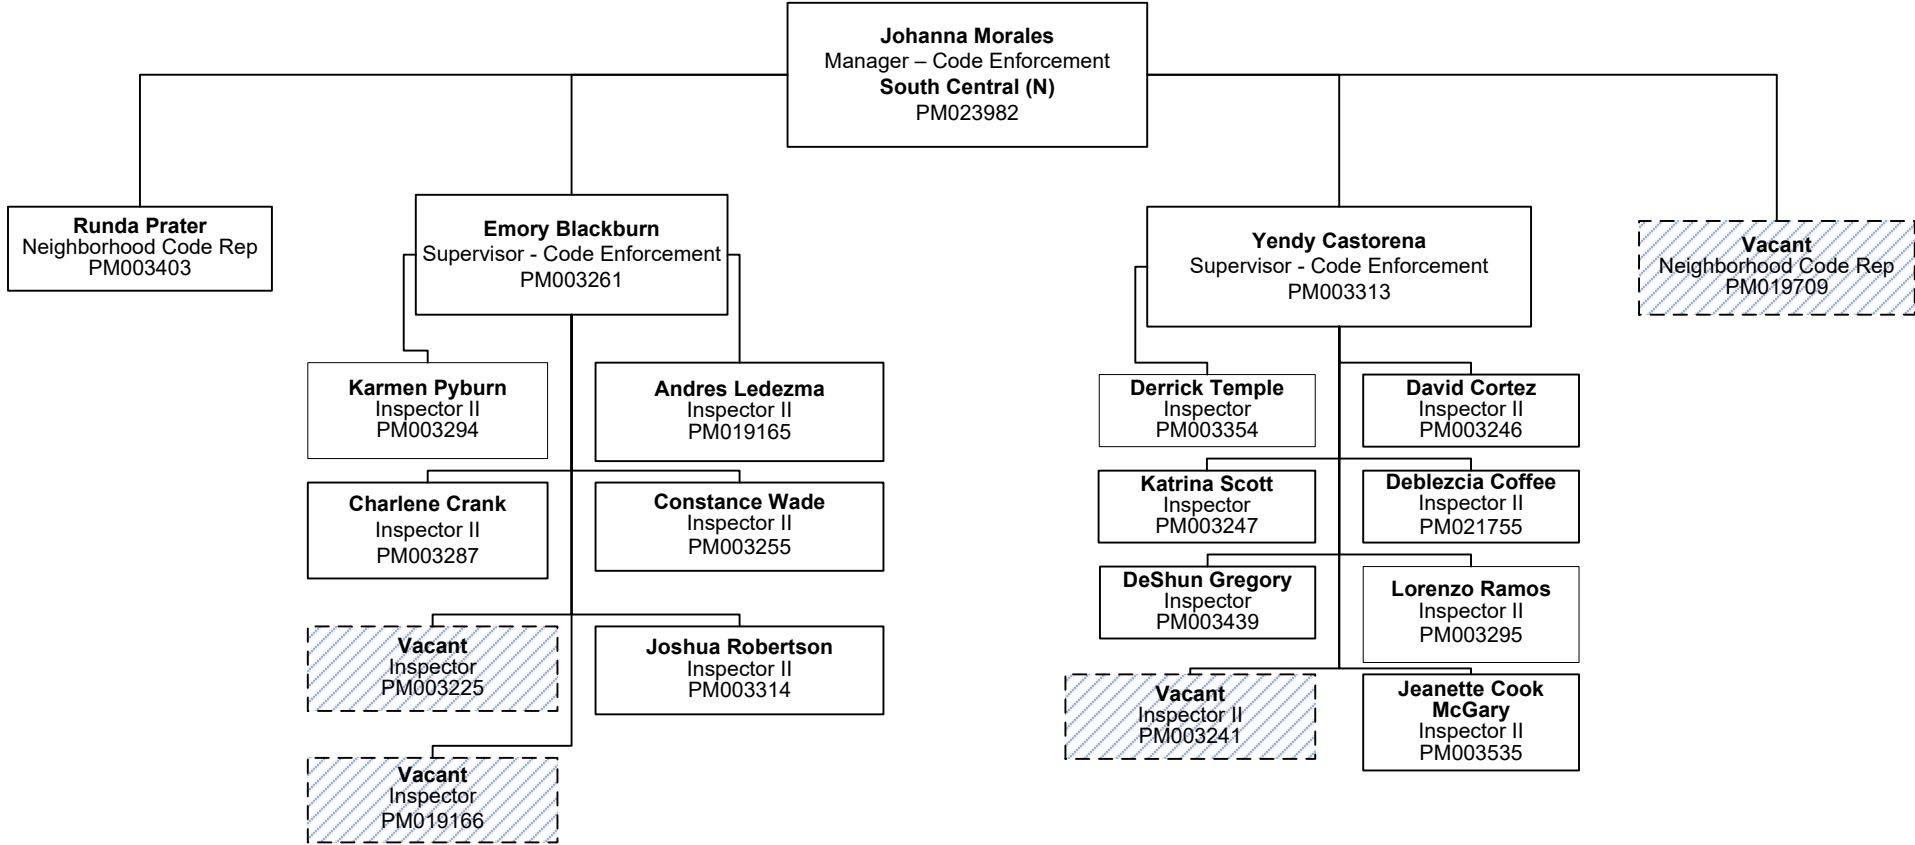 Johanna Morales
Manager – Code Enforcement
South Central (N)
PM023982
Runda Prater
Neighborhood Code Rep
PM003403
Emory Blackburn
Supervisor - Code Enforcement
PM003261
Yendy Castorena
Supervisor - Code Enforcement
PM003313
Vacant
Neighborhood Code Rep
PM019709
Karmen Pyburn
Inspector II
PM003294
Andres Ledezma
Inspector II
PM019165
Charlene Crank
Inspector II
PM003287
Constance Wade
Inspector II
PM003255
Vacant
Inspector
PM003225
Joshua Robertson
Inspector II
PM003314
Vacant
Inspector
PM019166
Derrick Temple
Inspector
PM003354
David Cortez
Inspector II
PM003246
Katrina Scott
Inspector
PM003247
Deblezcia Coffee
Inspector II
PM021755
DeShun Gregory
Inspector
PM003439
Lorenzo Ramos
Inspector II
PM003295
Vacant
Inspector II
PM003241
Jeanette Cook
McGary
Inspector II
PM003535